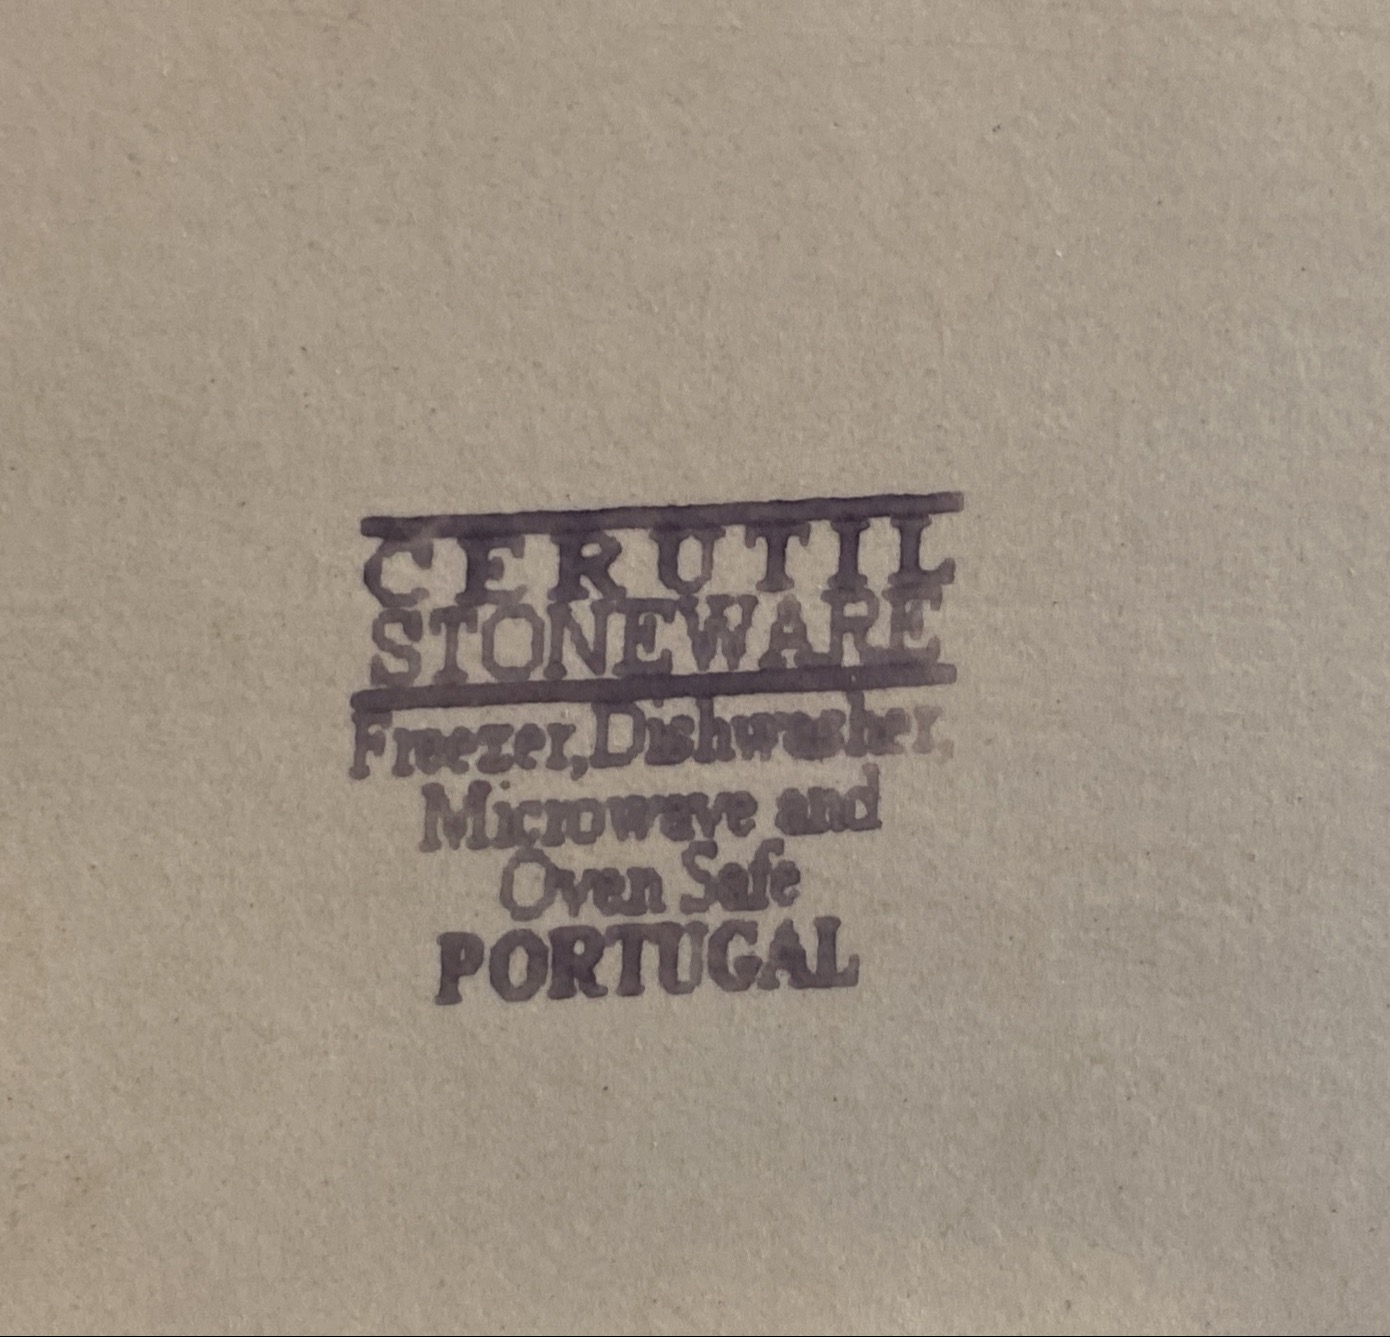 CERUTIL
STONEWARE
Freezer,Dishwasher,
Microwave and
Oven Safe
PORTUGAL